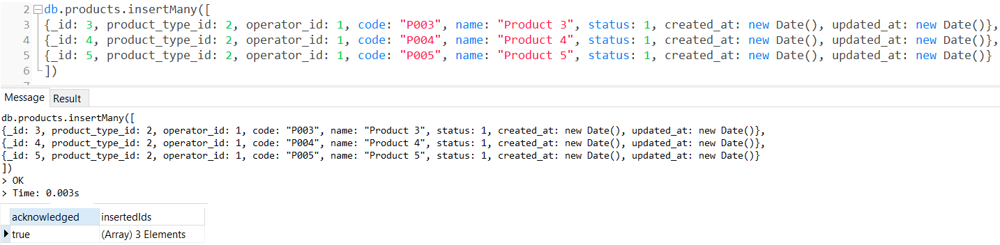 2 db.products.insertMany([
3 {_id: 3, product_type_id: 2, operator_id: 1, code: "P003", name: "Product 3", status: 1, created_at: new Date(), updated_at: new Date()},
4 {_id: 4, product_type_id: 2, operator_id: 1, code: "P004", name: "Product 4", status: 1, created_at: new Date(), updated_at: new Date()},
5 {_id: 5, product_type_id: 2, operator_id: 1, code: "P005", name: "Product 5", status: 1, created_at: new Date(), updated_at: new Date()}
6 ])
Message Result
db.products.insertMany([
{_id: 3, product_type_id: 2, operator_id: 1, code: "P003", name: "Product 3", status: 1, created_at: new Date(), updated_at: new Date()},
{_id: 4, product_type_id: 2, operator_id: 1, code: "P004", name: "Product 4", status: 1, created_at: new Date(), updated_at: new Date()},
{_id: 5, product_type_id: 2, operator_id: 1, code: "P005", name: "Product 5", status: 1, created_at: new Date(), updated_at: new Date()}
])
> OK
> Time: 0.003s
acknowledged insertedIds
true (Array) 3 Elements